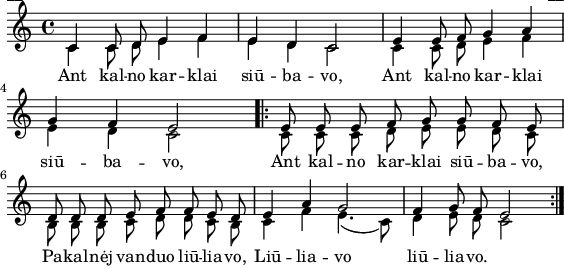 Ant kal -- no kar -- klai siū -- ba -- vo, Ant kal -- no kar -- klai
4
siū -- ba -- vo, Ant kal -- no kar -- klai siū -- ba -- vo,
6
Pakalnėj vanduo liū -- lia -- vo, Liū -- lia -- vo liū -- lia -- vo.